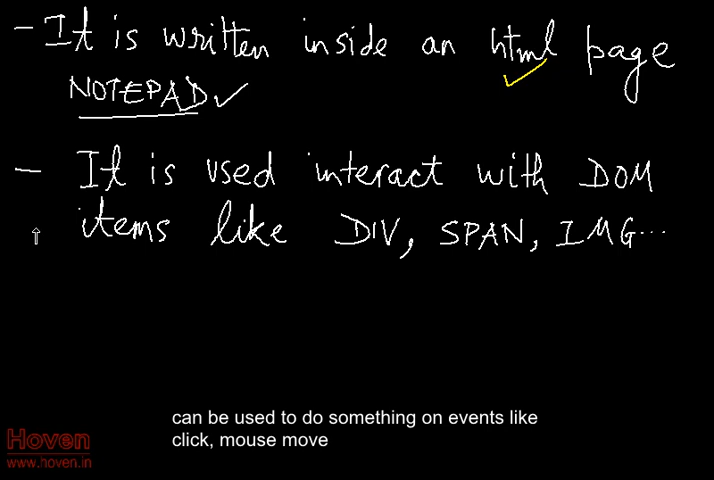 - It is written inside an html page
NOTEPAD
- It is used interact with DOM
items like DIV, SPAN, IMG...
can be used to do something on events like
click, mouse move
Hoven
www.hoven.in